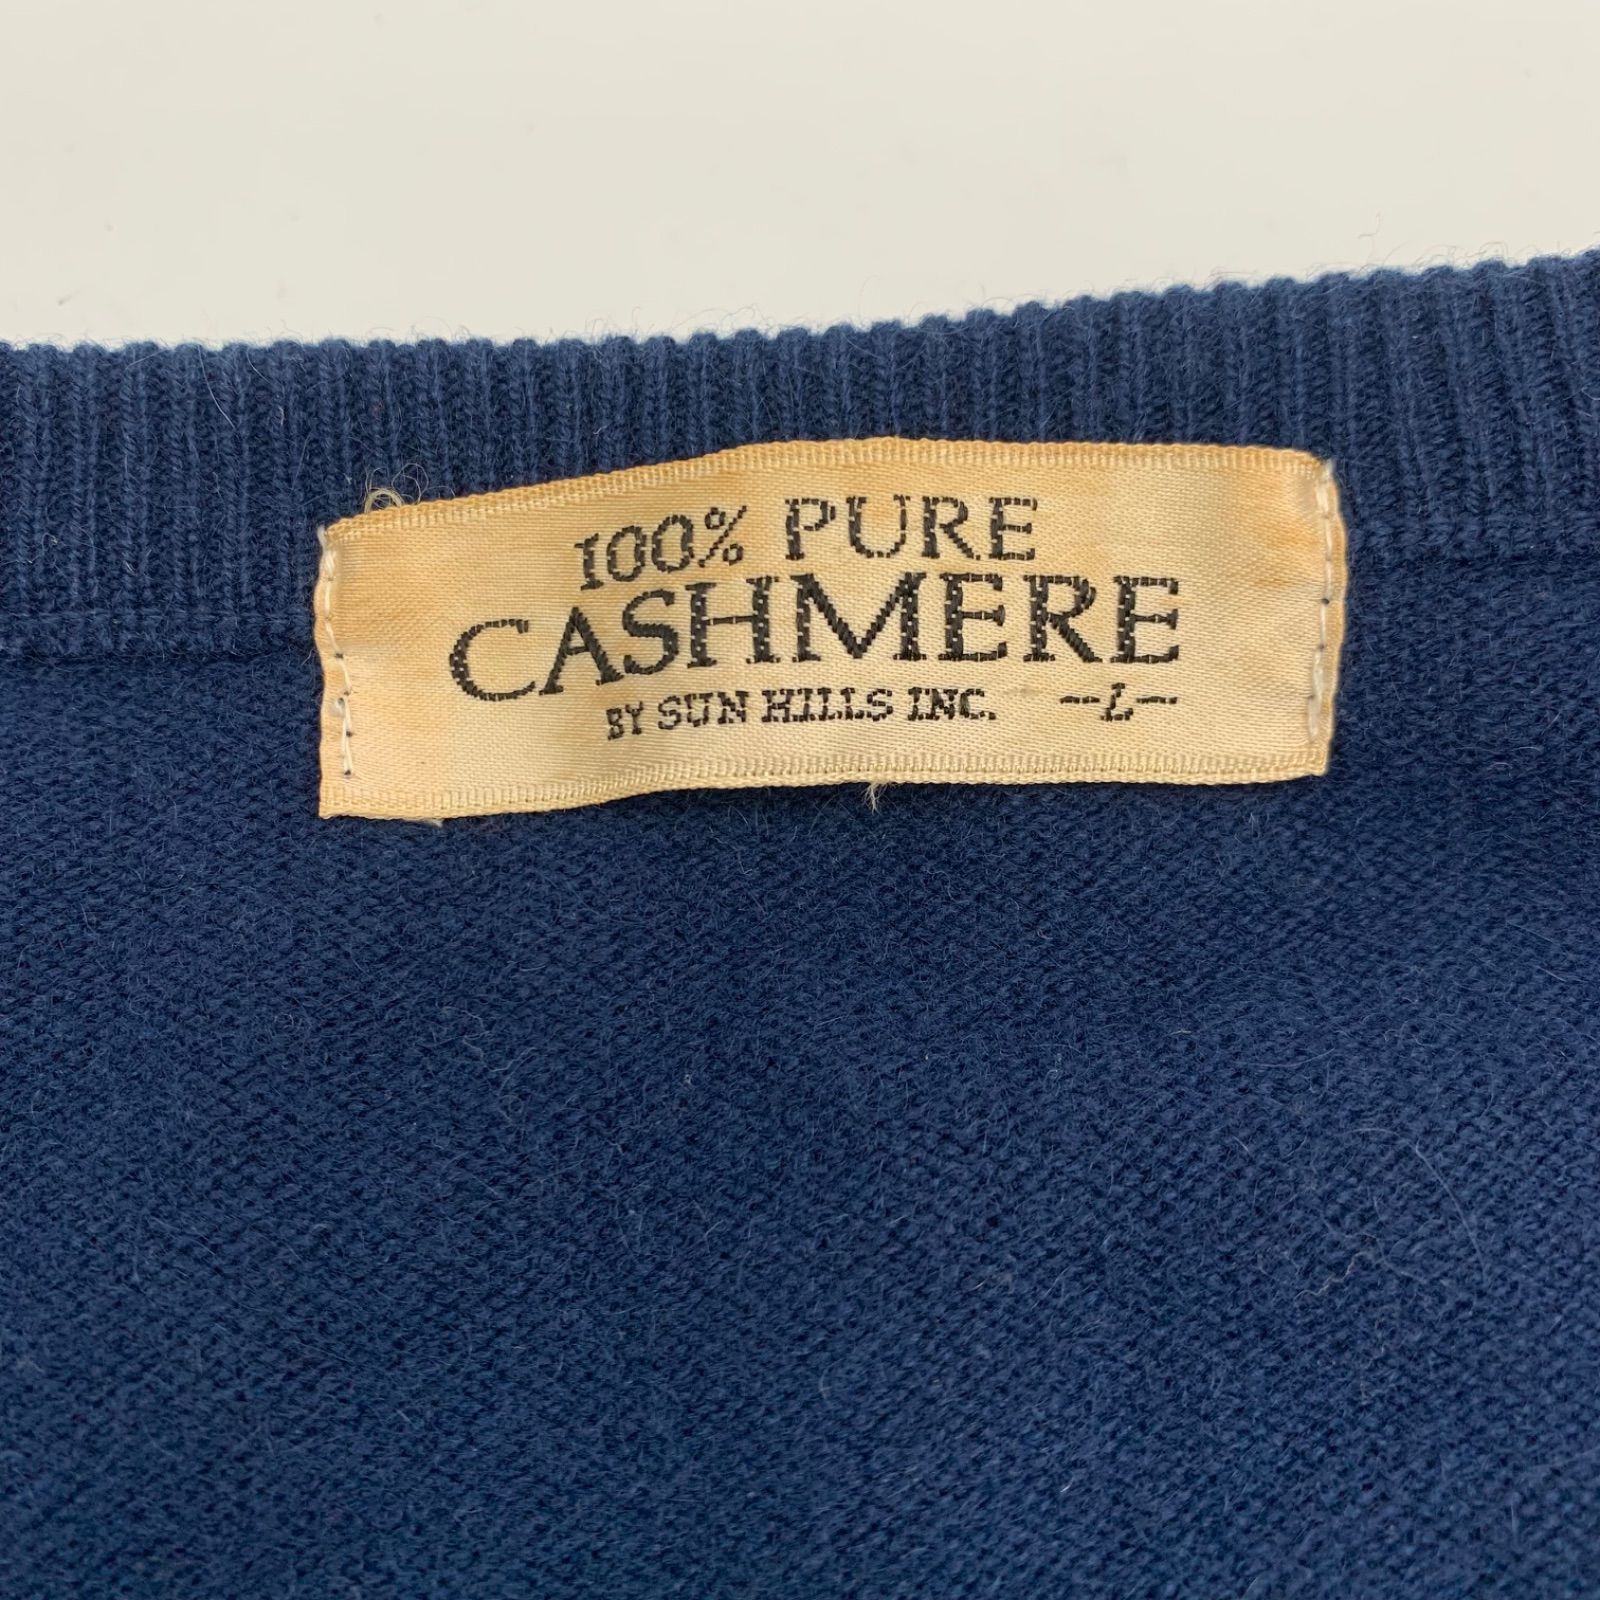 100% PURE
CASHMERE
BY SUN HILLS INC. —L—